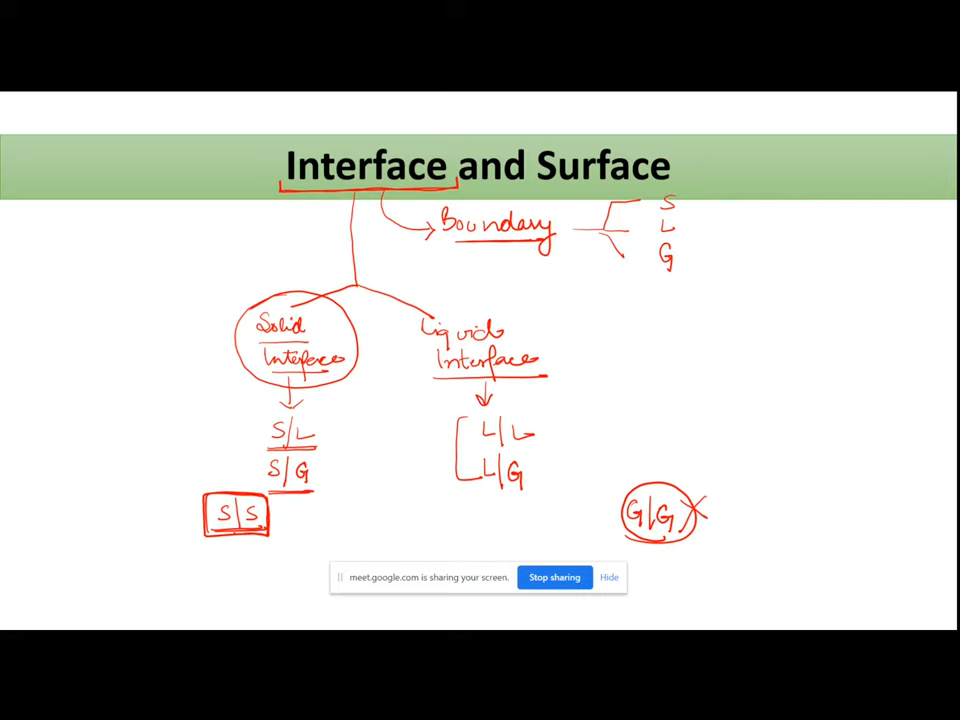 Interface and Surface
Boundary
S
L
G
Solid
Interface
Liquid
Interface
S/L
S/G
S|S
L|L
L|G
G|G X
meet.google.com is sharing your screen. Stop sharing Hide